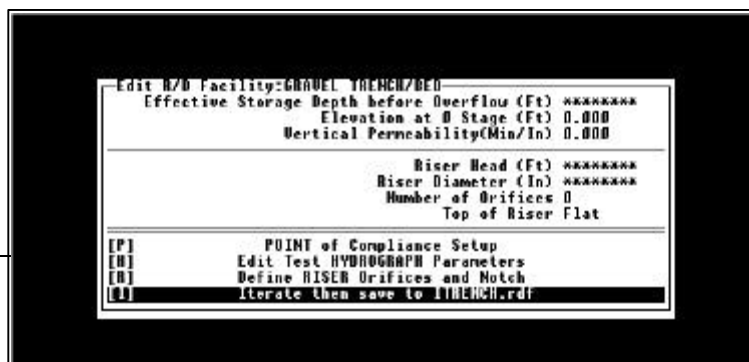 Edit R/D Facility:GRAVEL TRENCH/BED
Effective Storage Depth before Overflow (Ft) ********
Elevation at 0 Stage (Ft) 0.000
Vertical Permeability(Min/In) 0.000
Riser Head (Ft) ********
Riser Diameter (In) ********
Number of Orifices 0
Top of Riser Flat
[P] POINT of Compliance Setup
[H] Edit Test HYDROGRAPH Parameters
[R] Define RISER Orifices and Notch
[I] Iterate then save to ITRENCH.rdf